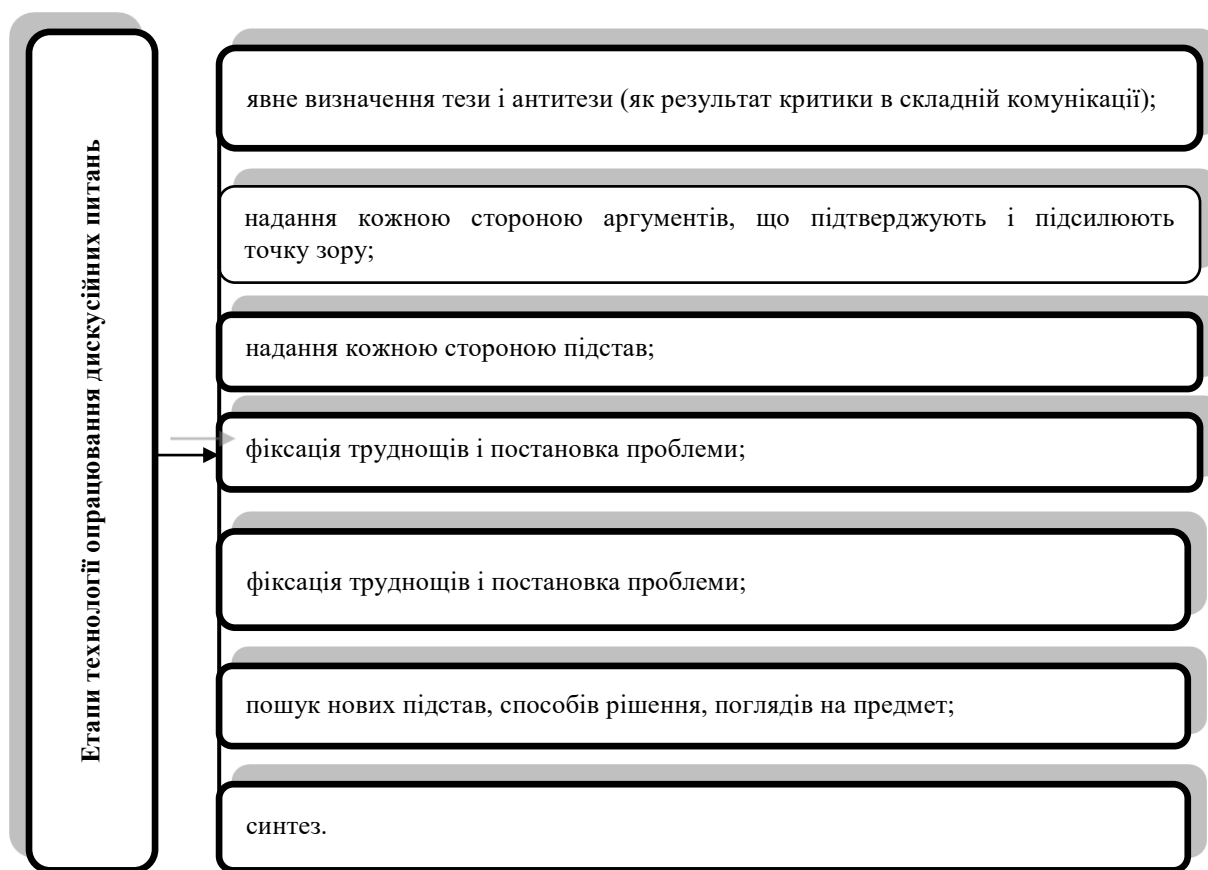 Етапи технології опрацювання дискусійних питань
явне визначення тези і антитези (як результат критики в складній комунікації);
надання кожною стороною аргументів, що підтверджують і підсилюють
точку зору;
надання кожною стороною підстав;
фіксація труднощів і постановка проблеми;
фіксація труднощів і постановка проблеми;
пошук нових підстав, способів рішення, поглядів на предмет;
синтез.